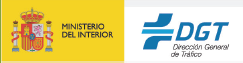 MINISTERIO
DEL INTERIOR
DGT
Dirección General
de Tráfico